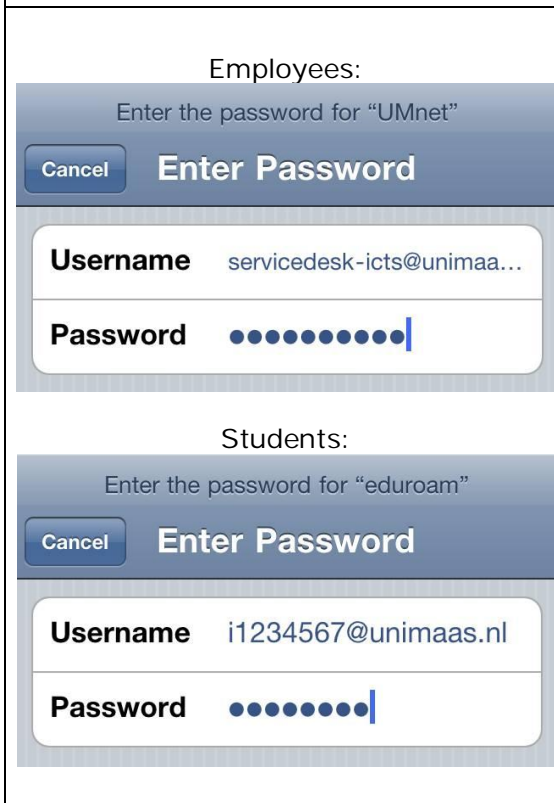 Employees:
Enter the password for “UMnet”
Cancel Enter Password
Username servicedesk-icts@unimaa...
Password ●●●●●●●●●●
Students:
Enter the password for “eduroam”
Cancel Enter Password
Username i1234567@unimaas.nl
Password ●●●●●●●●